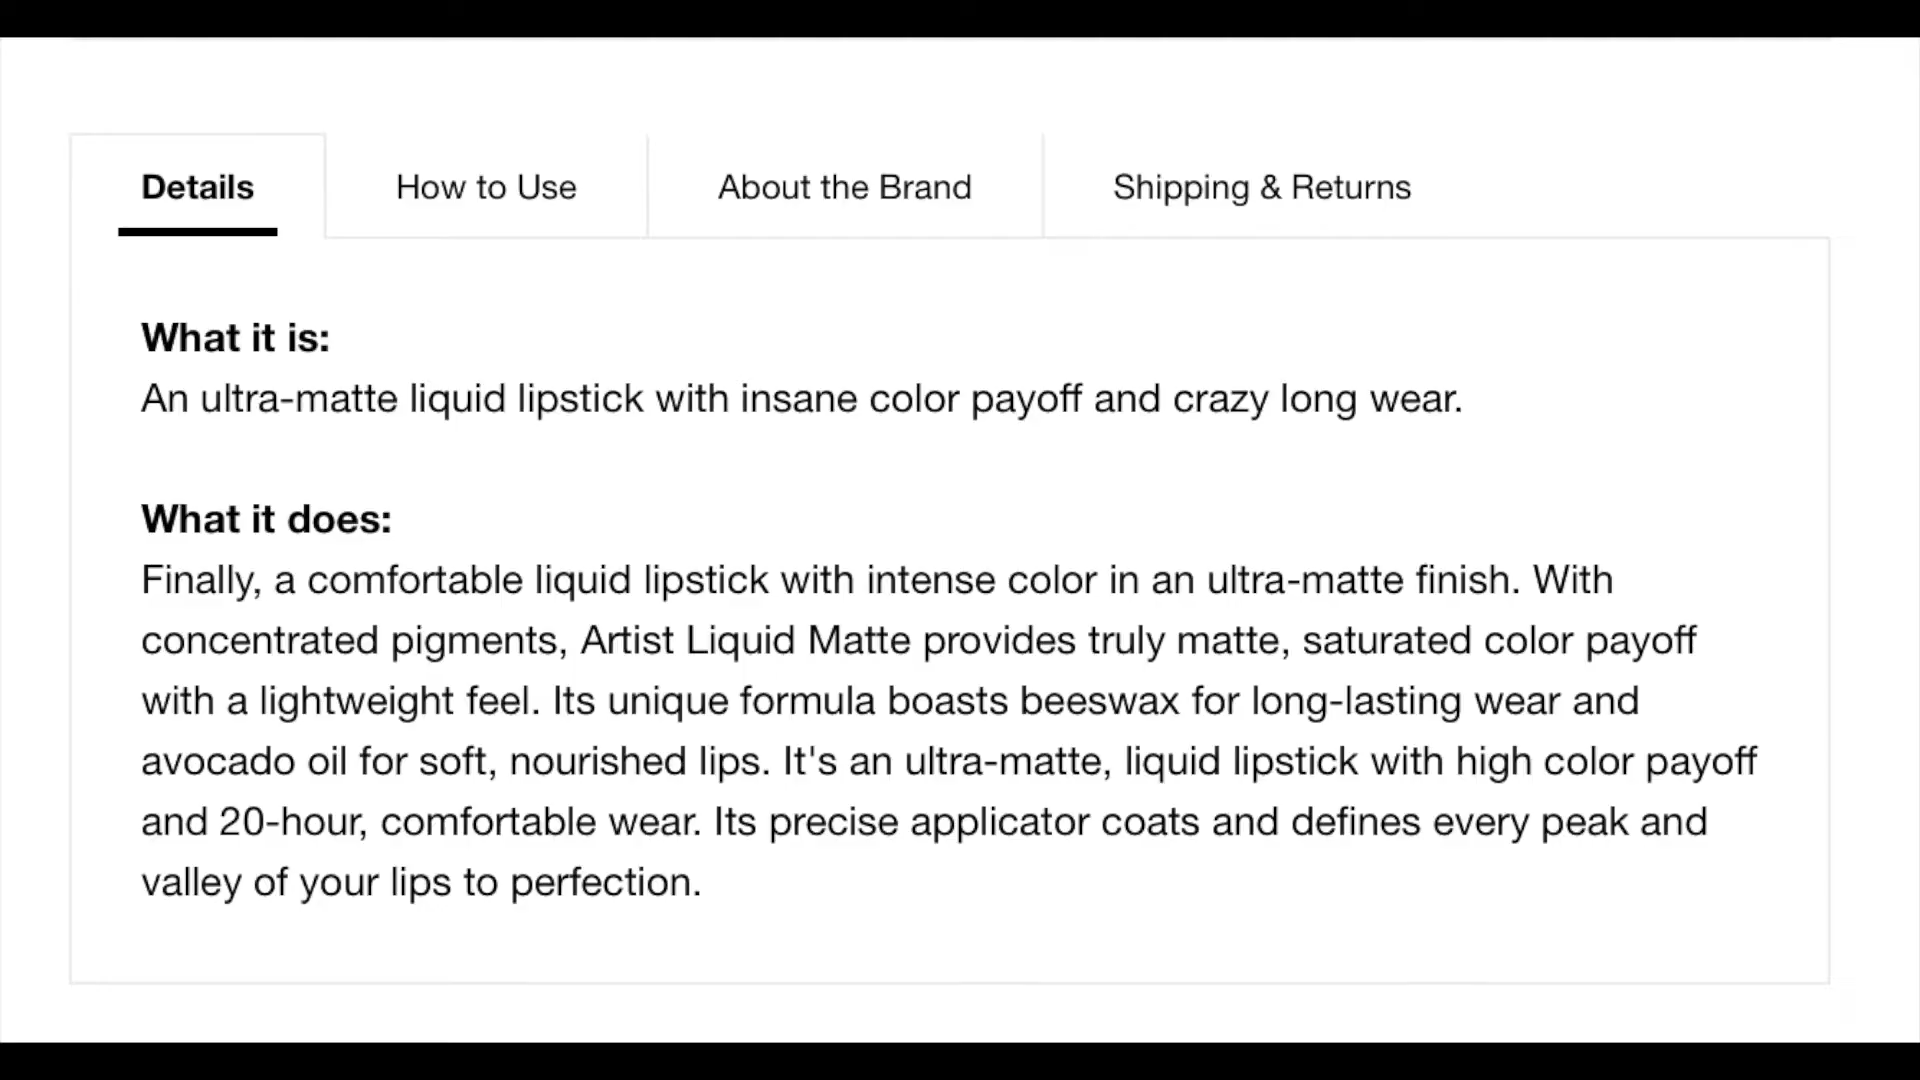 Details
How to Use
About the Brand
Shipping & Returns
What it is:
An ultra-matte liquid lipstick with insane color payoff and crazy long wear.
What it does:
Finally, a comfortable liquid lipstick with intense color in an ultra-matte finish. With
concentrated pigments, Artist Liquid Matte provides truly matte, saturated color payoff
with a lightweight feel. Its unique formula boasts beeswax for long-lasting wear and
avocado oil for soft, nourished lips. It's an ultra-matte, liquid lipstick with high color payoff
and 20-hour, comfortable wear. Its precise applicator coats and defines every peak and
valley of your lips to perfection.